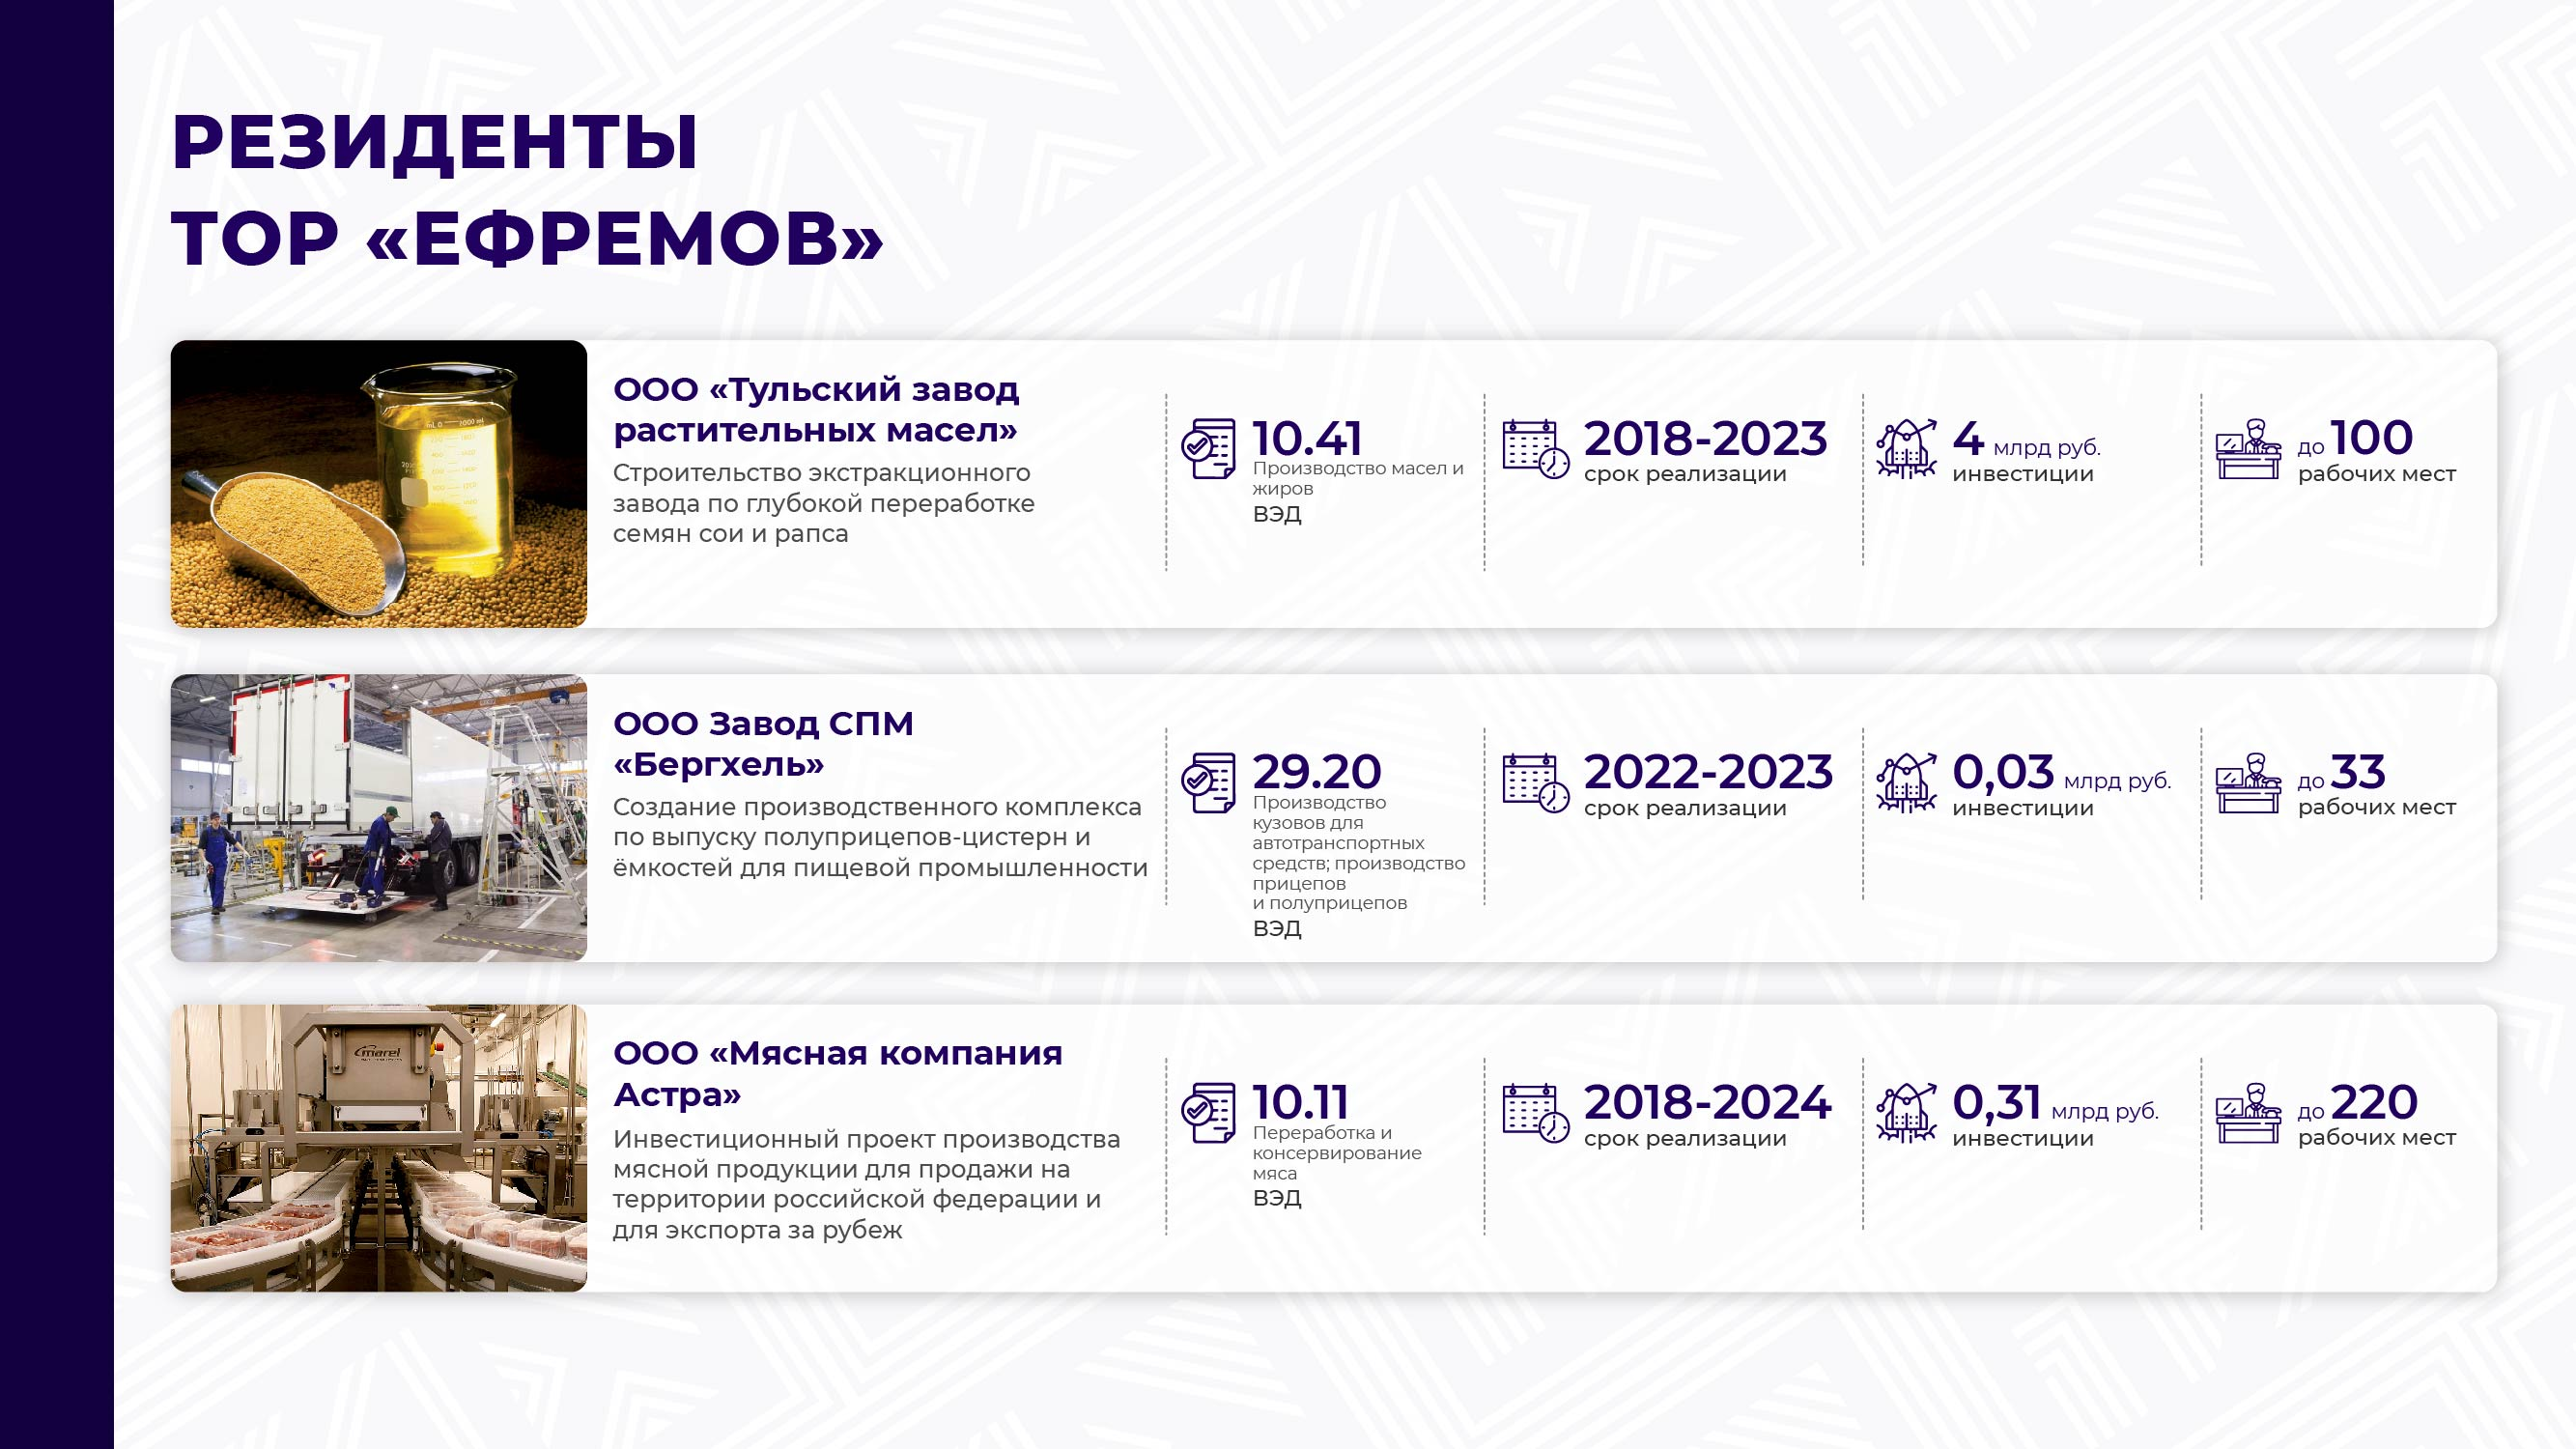 РЕЗИДЕНТЫ
ТОР «ЕФРЕМОВ»
ООО «Тульский завод
растительных масел»
Строительство экстракционного
завода по глубокой переработке
семян сои и рапса
10.41
Производство масел и
жиров
ВЭД
2018-2023
срок реализации
4 млрд руб.
инвестиции
до 100
рабочих мест
ООО Завод СПМ
«Бергхель»
Создание производственного комплекса
по выпуску полуприцепов-цистерн и
ёмкостей для пищевой промышленности
29.20
Производство
кузовов для
автотранспортных
средств; производство
прицепов
и полуприцепов
ВЭД
2022-2023
срок реализации
0,03 млрд руб.
инвестиции
до 33
рабочих мест
marel
ООО «Мясная компания
Астра»
Инвестиционный проект производства
мясной продукции для продажи на
территории российской федерации и
для экспорта за рубеж
10.11
Переработка и
консервирование
мяса
ВЭД
2018-2024
срок реализации
0,31 млрд руб.
инвестиции
до 220
рабочих мест